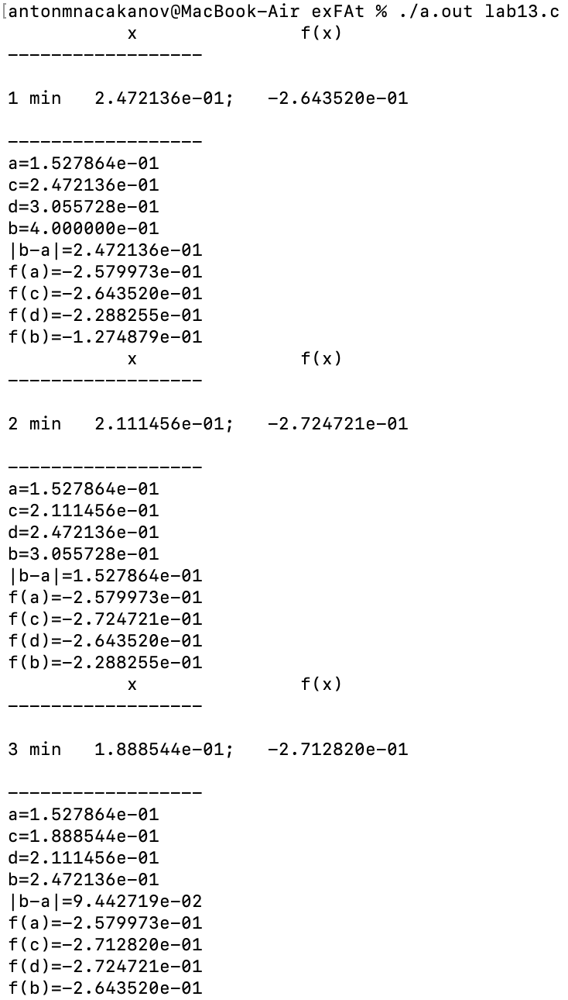 [antonmnacakanov@MacBook-Air exFAt % ./a.out lab13.c
x f(x)
------------------
1 min 2.472136e-01; -2.643520e-01
------------------
a=1.527864e-01
c=2.472136e-01
d=3.055728e-01
b=4.000000e-01
|b-a|=2.472136e-01
f(a)=-2.579973e-01
f(c)=-2.643520e-01
f(d)=-2.288255e-01
f(b)=-1.274879e-01
x f(x)
------------------
2 min 2.111456e-01; -2.724721e-01
------------------
a=1.527864e-01
c=2.111456e-01
d=2.472136e-01
b=3.055728e-01
|b-a|=1.527864e-01
f(a)=-2.579973e-01
f(c)=-2.724721e-01
f(d)=-2.643520e-01
f(b)=-2.288255e-01
x f(x)
------------------
3 min 1.888544e-01; -2.712820e-01
------------------
a=1.527864e-01
c=1.888544e-01
d=2.111456e-01
b=2.472136e-01
|b-a|=9.442719e-02
f(a)=-2.579973e-01
f(c)=-2.712820e-01
f(d)=-2.724721e-01
f(b)=-2.643520e-01